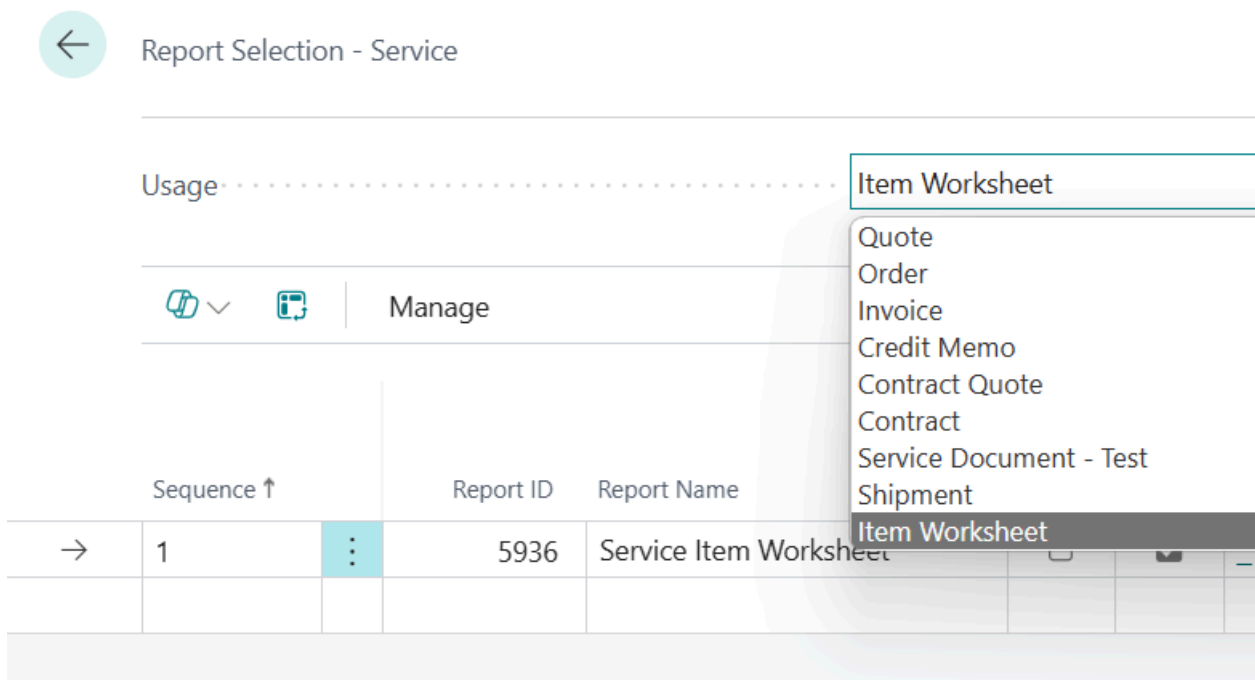 Report Selection - Service
Usage
Item Worksheet
Quote
Order
Invoice
Credit Memo
Contract Quote
Contract
Service Document - Test
Shipment
Item Worksheet
Manage
Sequence ↑ Report ID Report Name
1 5936 Service Item Worksheet